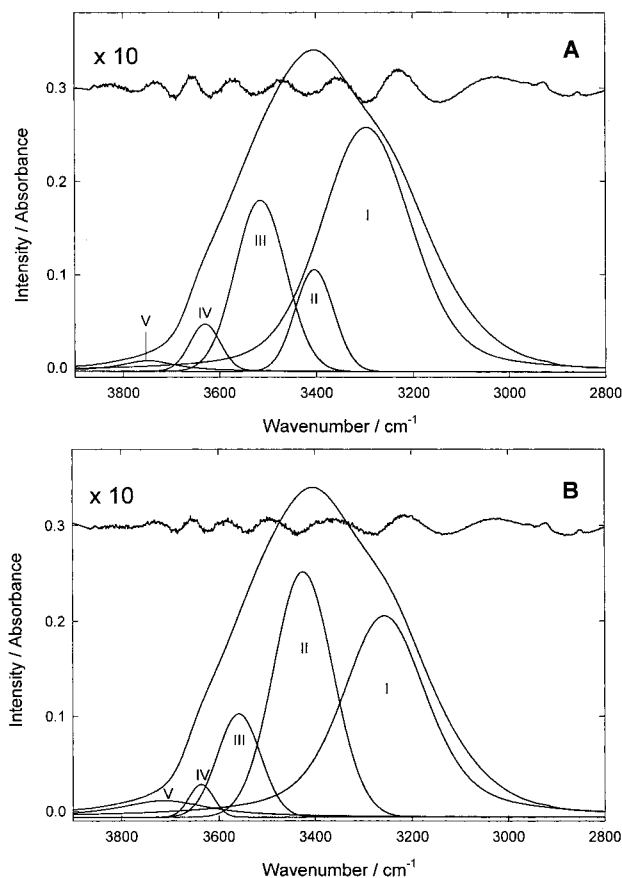 x 10
A
0.3
0.2
0.1
0.0
Intensity / Absorbance
I
II
III
IV
V
3800 3600 3400 3200 3000 2800
Wavenumber / cm-1
x 10
B
0.3
0.2
0.1
0.0
Intensity / Absorbance
II
I
III
IV
V
3800 3600 3400 3200 3000 2800
Wavenumber / cm-1